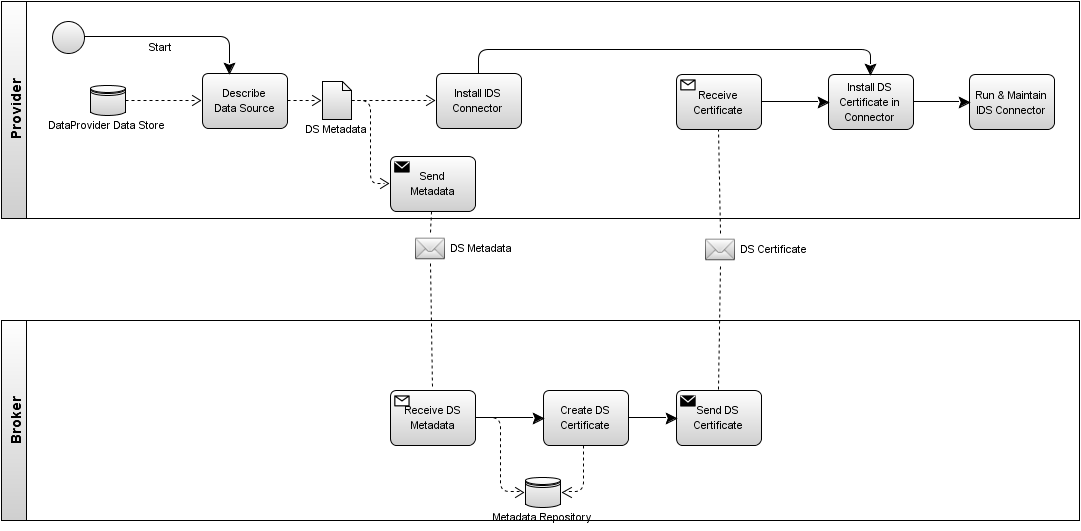 Provider
Start
DataProvider Data Store
Describe
Data Source
DS Metadata
Install IDS
Connector
Send
Metadata
Receive
Certificate
Install DS
Certificate in
Connector
Run & Maintain
IDS Connector
DS Metadata
DS Certificate
Broker
Receive DS
Metadata
Create DS
Certificate
Send DS
Certificate
Metadata Repository